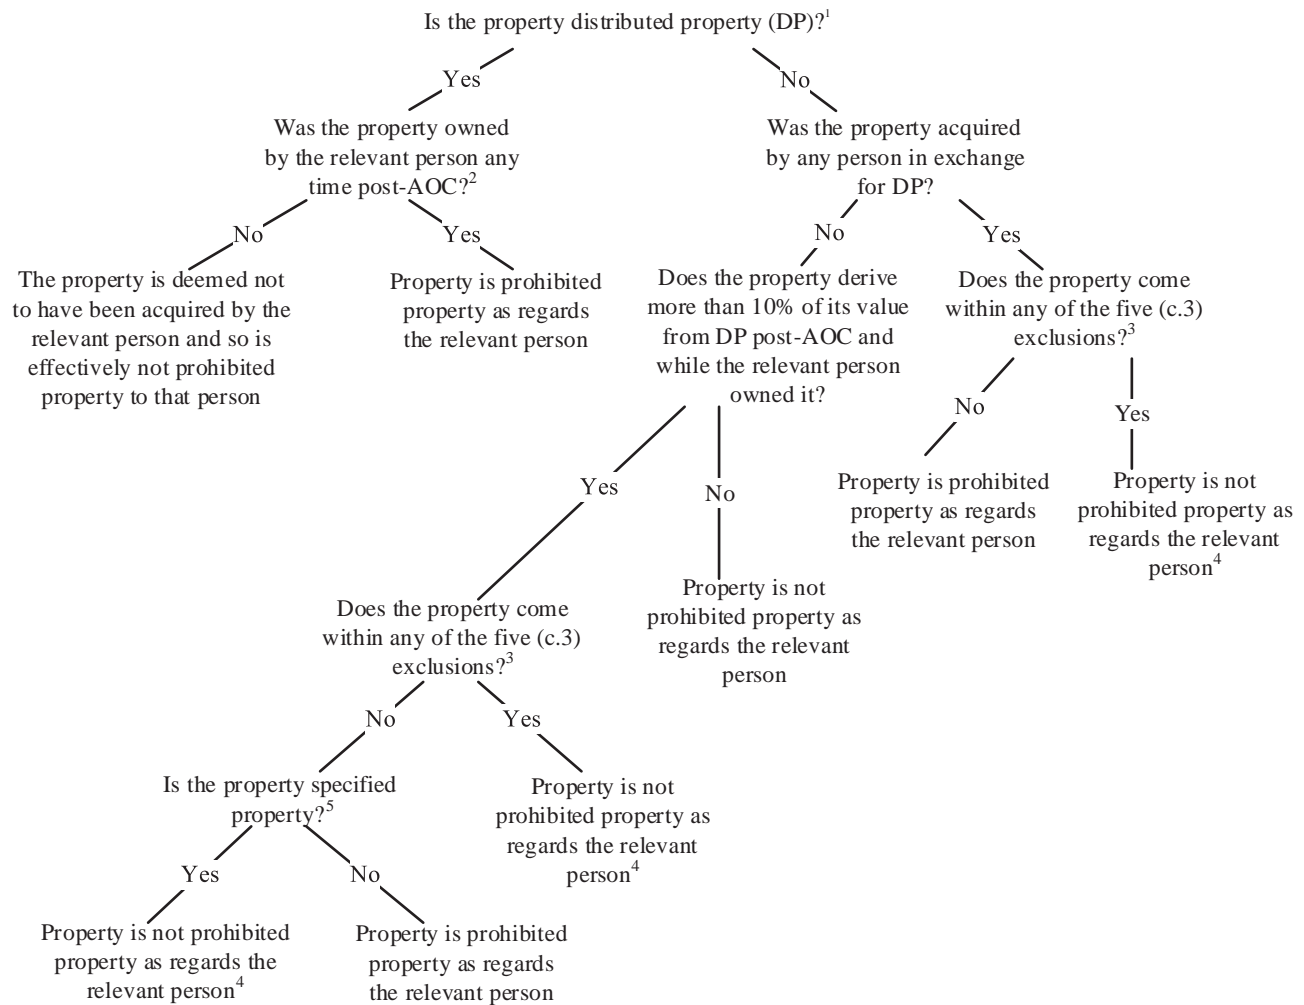 Is the property distributed property (DP)?¹
Yes
No
Was the property owned
by the relevant person any
time post-AOC?²
Was the property acquired
by any person in exchange
for DP?
No
Yes
No
Yes
The property is deemed not
to have been acquired by the
relevant person and so is
effectively not prohibited
property to that person
Property is prohibited
property as regards
the relevant person
Does the property derive
more than 10% of its value
from DP post-AOC and
while the relevant person
owned it?
Does the property come
within any of the five (c.3)
exclusions?³
Yes
No
No
Yes
Property is prohibited
property as regards
the relevant person
Property is not
prohibited property as
regards the relevant
person⁴
Does the property come
within any of the five (c.3)
exclusions?³
Property is not
prohibited property as
regards the relevant
person
No
Yes
Is the property specified
property?⁵
Property is not
prohibited property as
regards the relevant
person⁴
Yes
No
Property is not prohibited
property as regards the
relevant person⁴
Property is prohibited
property as regards
the relevant person